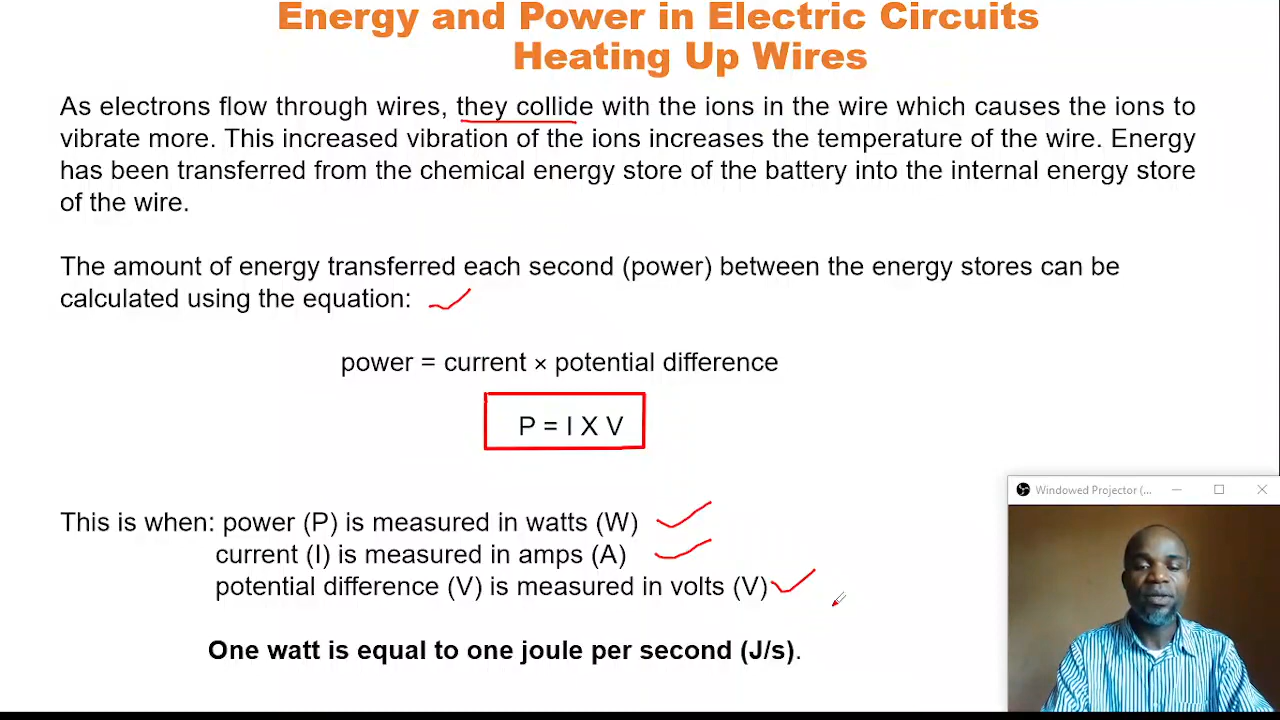 Energy and Power in Electric Circuits
Heating Up Wires
As electrons flow through wires, they collide with the ions in the wire which causes the ions to
vibrate more. This increased vibration of the ions increases the temperature of the wire. Energy
has been transferred from the chemical energy store of the battery into the internal energy store
of the wire.
The amount of energy transferred each second (power) between the energy stores can be
calculated using the equation:
power = current × potential difference
P = I X V
This is when: power (P) is measured in watts (W)
current (I) is measured in amps (A)
potential difference (V) is measured in volts (V)
One watt is equal to one joule per second (J/s).
Windowed Projector (...